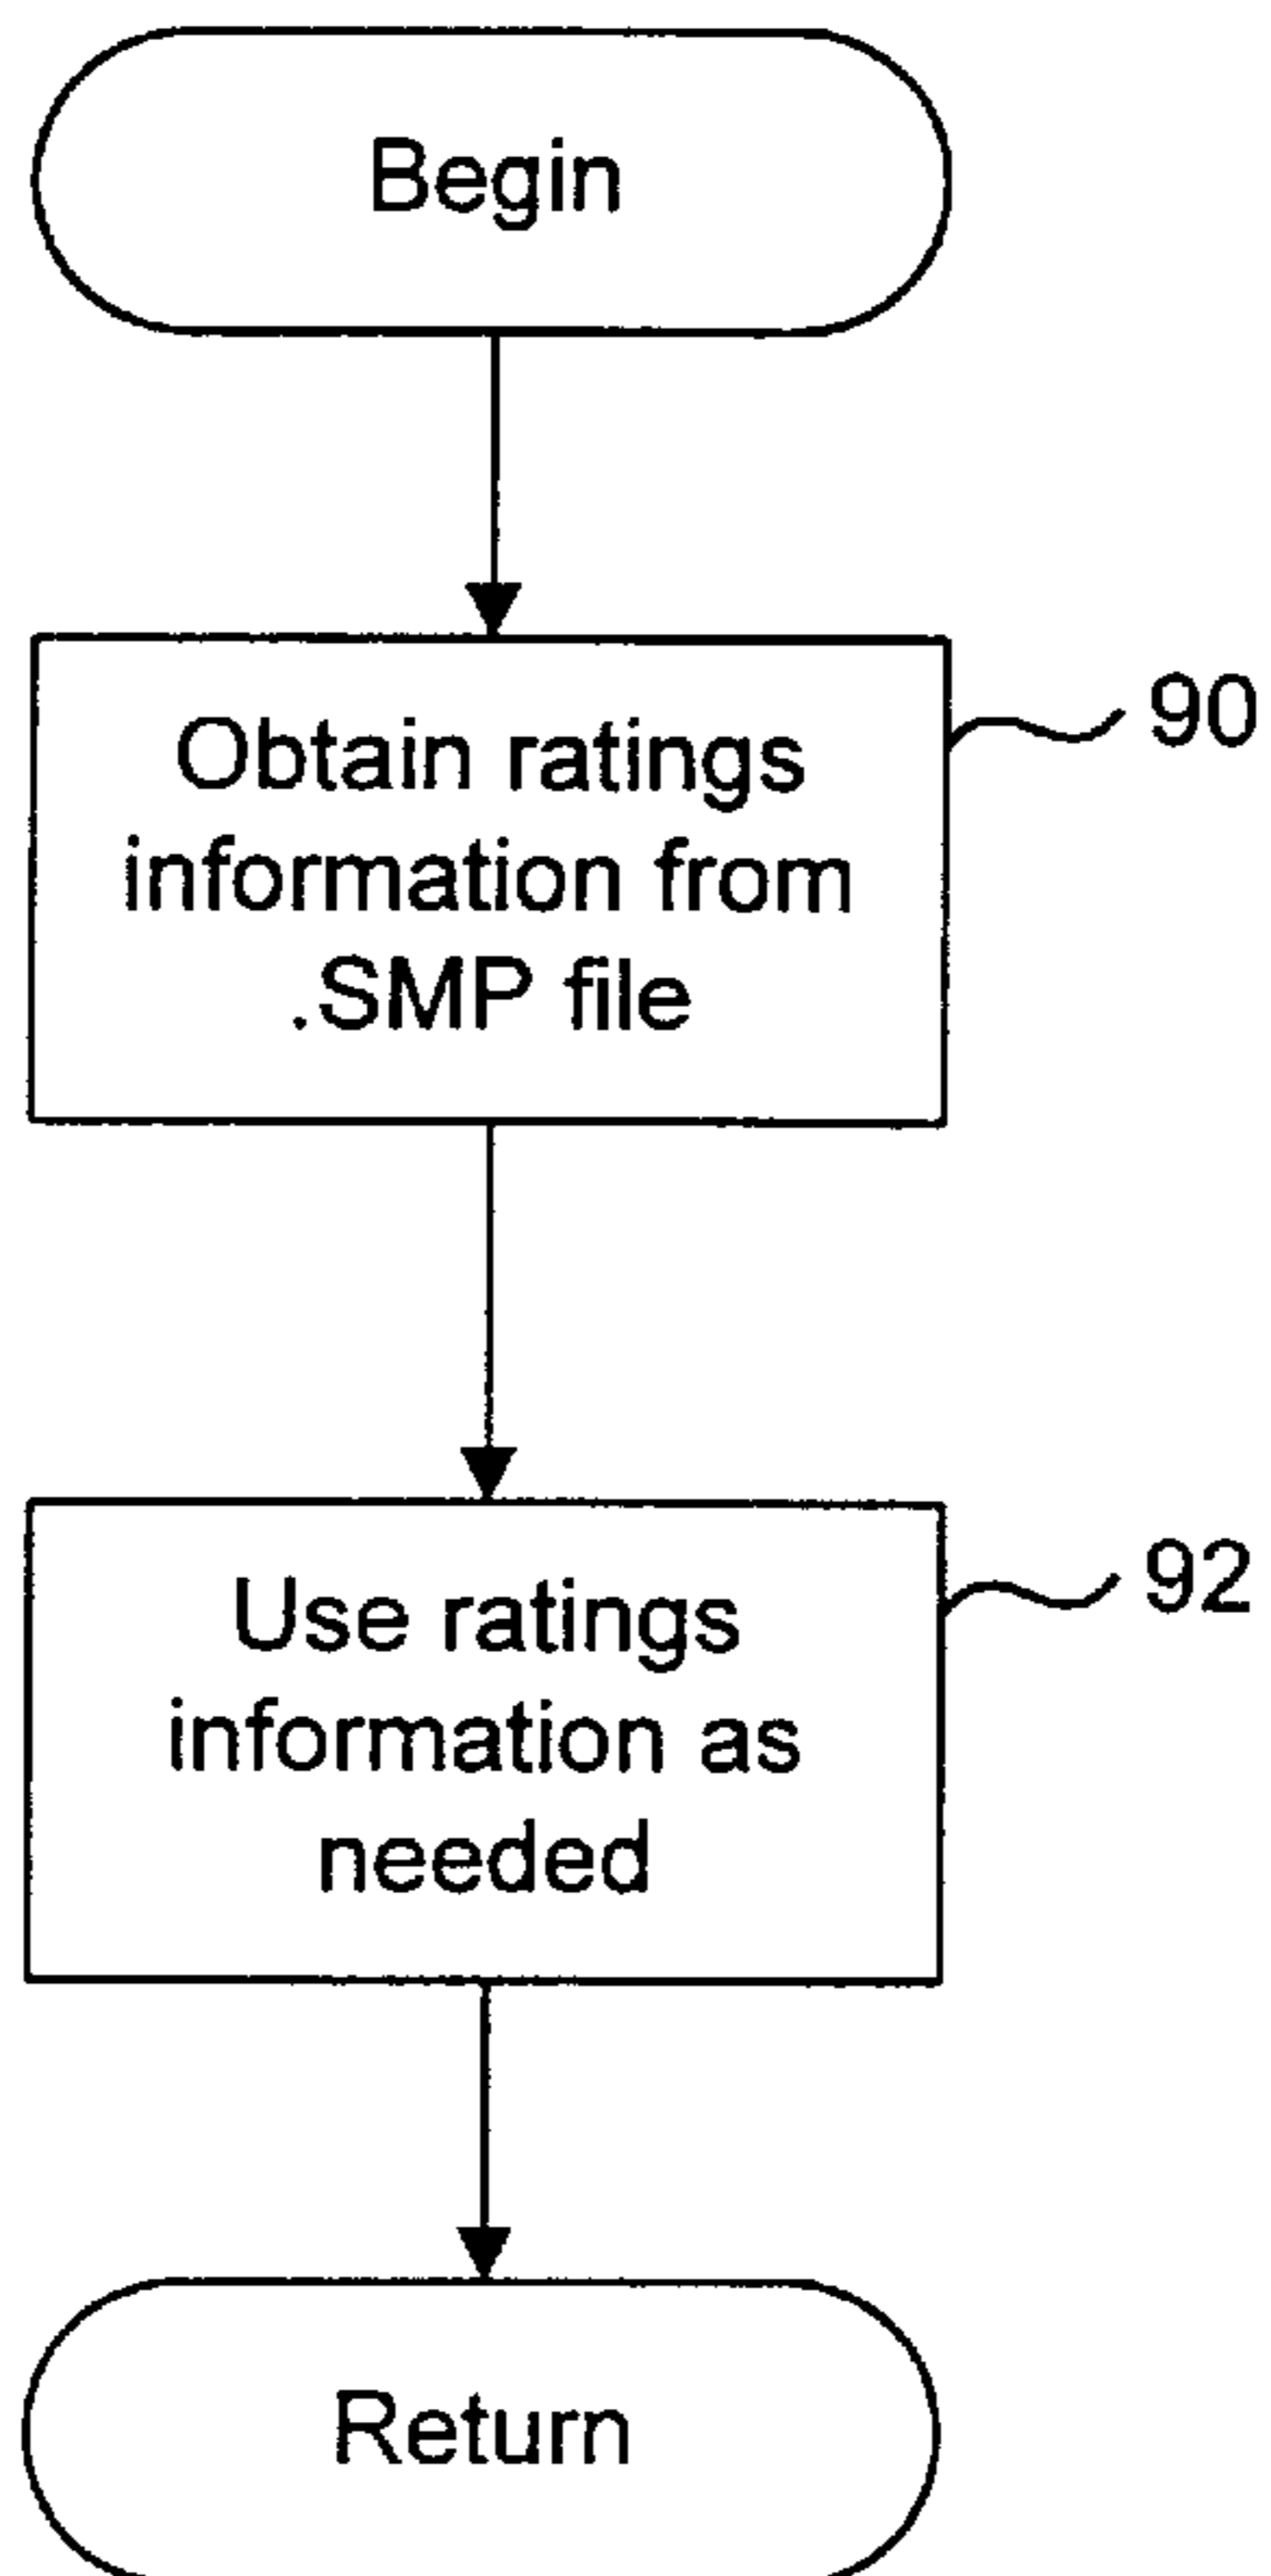 Begin
Obtain ratings
information from
.SMP file
90
Use ratings
information as
needed
92
Return